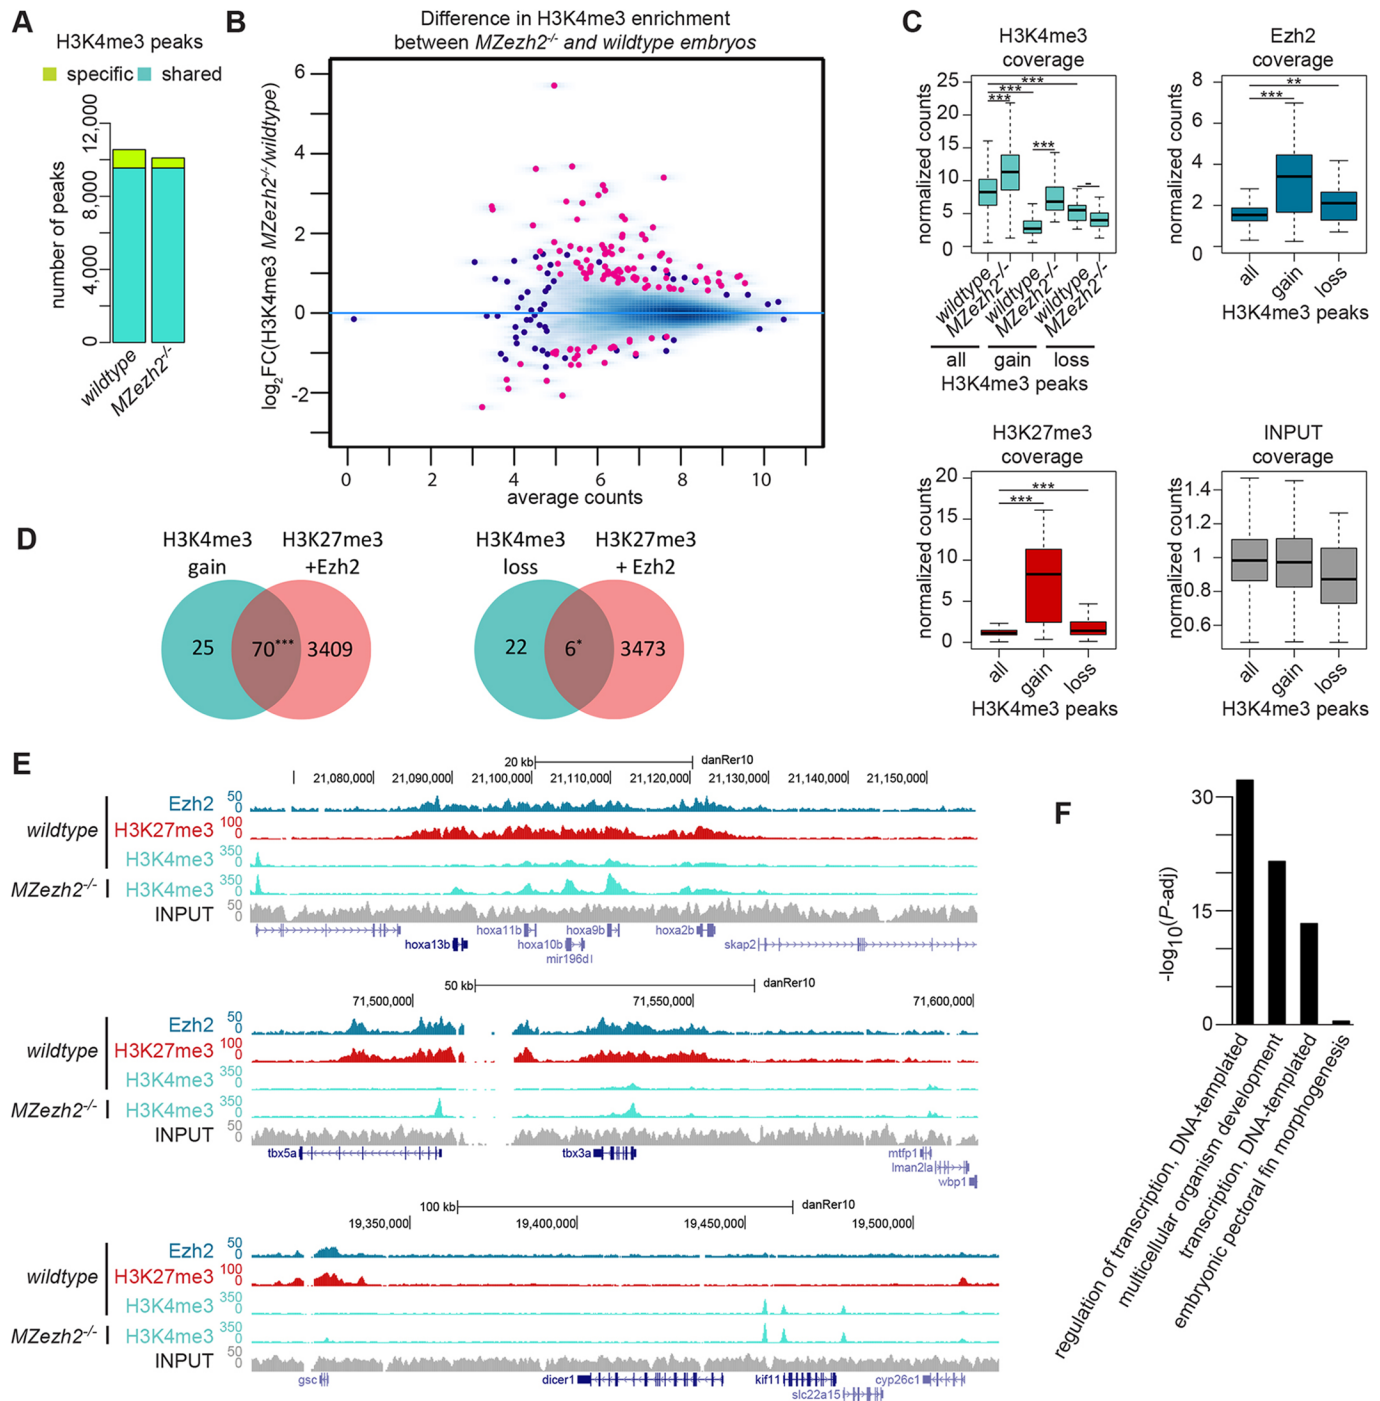 A
H3K4me3 peaks
specific shared
number of peaks
12,000
8,000
4,000
0
wildtype
MZezh2-/-
B
Difference in H3K4me3 enrichment
between MZezh2-/- and wildtype embryos
log2FC(H3K4me3 MZezh2-/-/wildtype)
6
4
2
0
-2
0 2 4 6 8 10
average counts
C
H3K4me3
coverage
normalized counts
25
20
15
10
5
0
*** *** *** ***
-
wildtype MZezh2-/- wildtype MZezh2-/- wildtype MZezh2-/-
all gain loss
H3K4me3 peaks
Ezh2
coverage
normalized counts
8
6
4
2
0
**
***
all gain loss
H3K4me3 peaks
H3K27me3
coverage
normalized counts
20
15
10
5
0
***
***
all gain loss
H3K4me3 peaks
INPUT
coverage
normalized counts
1.4
1.2
1
0.8
0.6
all gain loss
H3K4me3 peaks
D
H3K4me3 H3K27me3
gain +Ezh2
25 70*** 3409
H3K4me3 H3K27me3
loss + Ezh2
22 6* 3473
E
20 kb danRer10
21,080,000 21,090,000 21,100,000 21,110,000 21,120,000 21,130,000 21,140,000 21,150,000
Ezh2 50 0
wildtype H3K27me3 100 0
H3K4me3 350 0
MZezh2-/- H3K4me3 350 0
INPUT 50 0
hoxa11b hoxa9b hoxa2b
hoxa13b hoxa10b skap2
mir196d
50 kb danRer10
71,500,000 71,550,000 71,600,000
Ezh2 50 0
wildtype H3K27me3 100 0
H3K4me3 350 0
MZezh2-/- H3K4me3 350 0
INPUT 50 0
tbx5a tbx3a mtfp1
lman2la
wbp1
100 kb danRer10
19,350,000 19,400,000 19,450,000 19,500,000
Ezh2 50 0
wildtype H3K27me3 100 0
H3K4me3 350 0
MZezh2-/- H3K4me3 350 0
INPUT 50 0
gsc dicer1 kif11 cyp26c1
slc22a15
F
-log10(P-adj)
30
15
0
regulation of transcription, DNA-templated
multicellular organism development
transcription, DNA-templated
embryonic pectoral fin morphogenesis